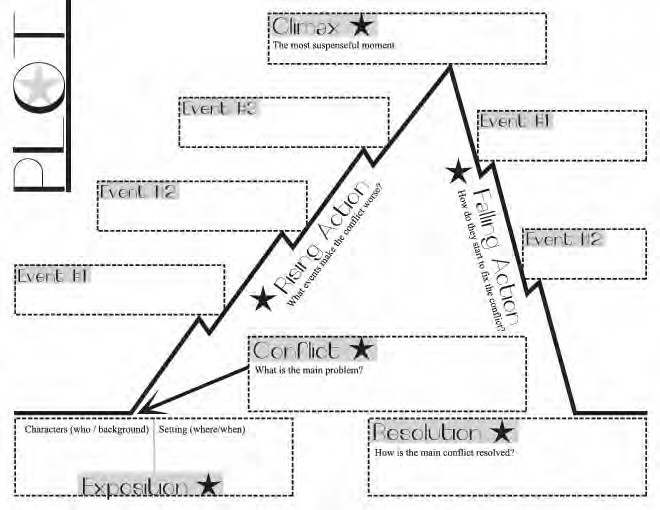 PLOT
Climax
The most suspenseful moment
Event #3
Event #1
Event #2
Rising Action
What events make the conflict worse?
Falling Action
How do they start to fix the conflict?
Event #2
Event #1
Conflict
What is the main problem?
Characters (who / background)
Setting (where/when)
Exposition
Resolution
How is the main conflict resolved?